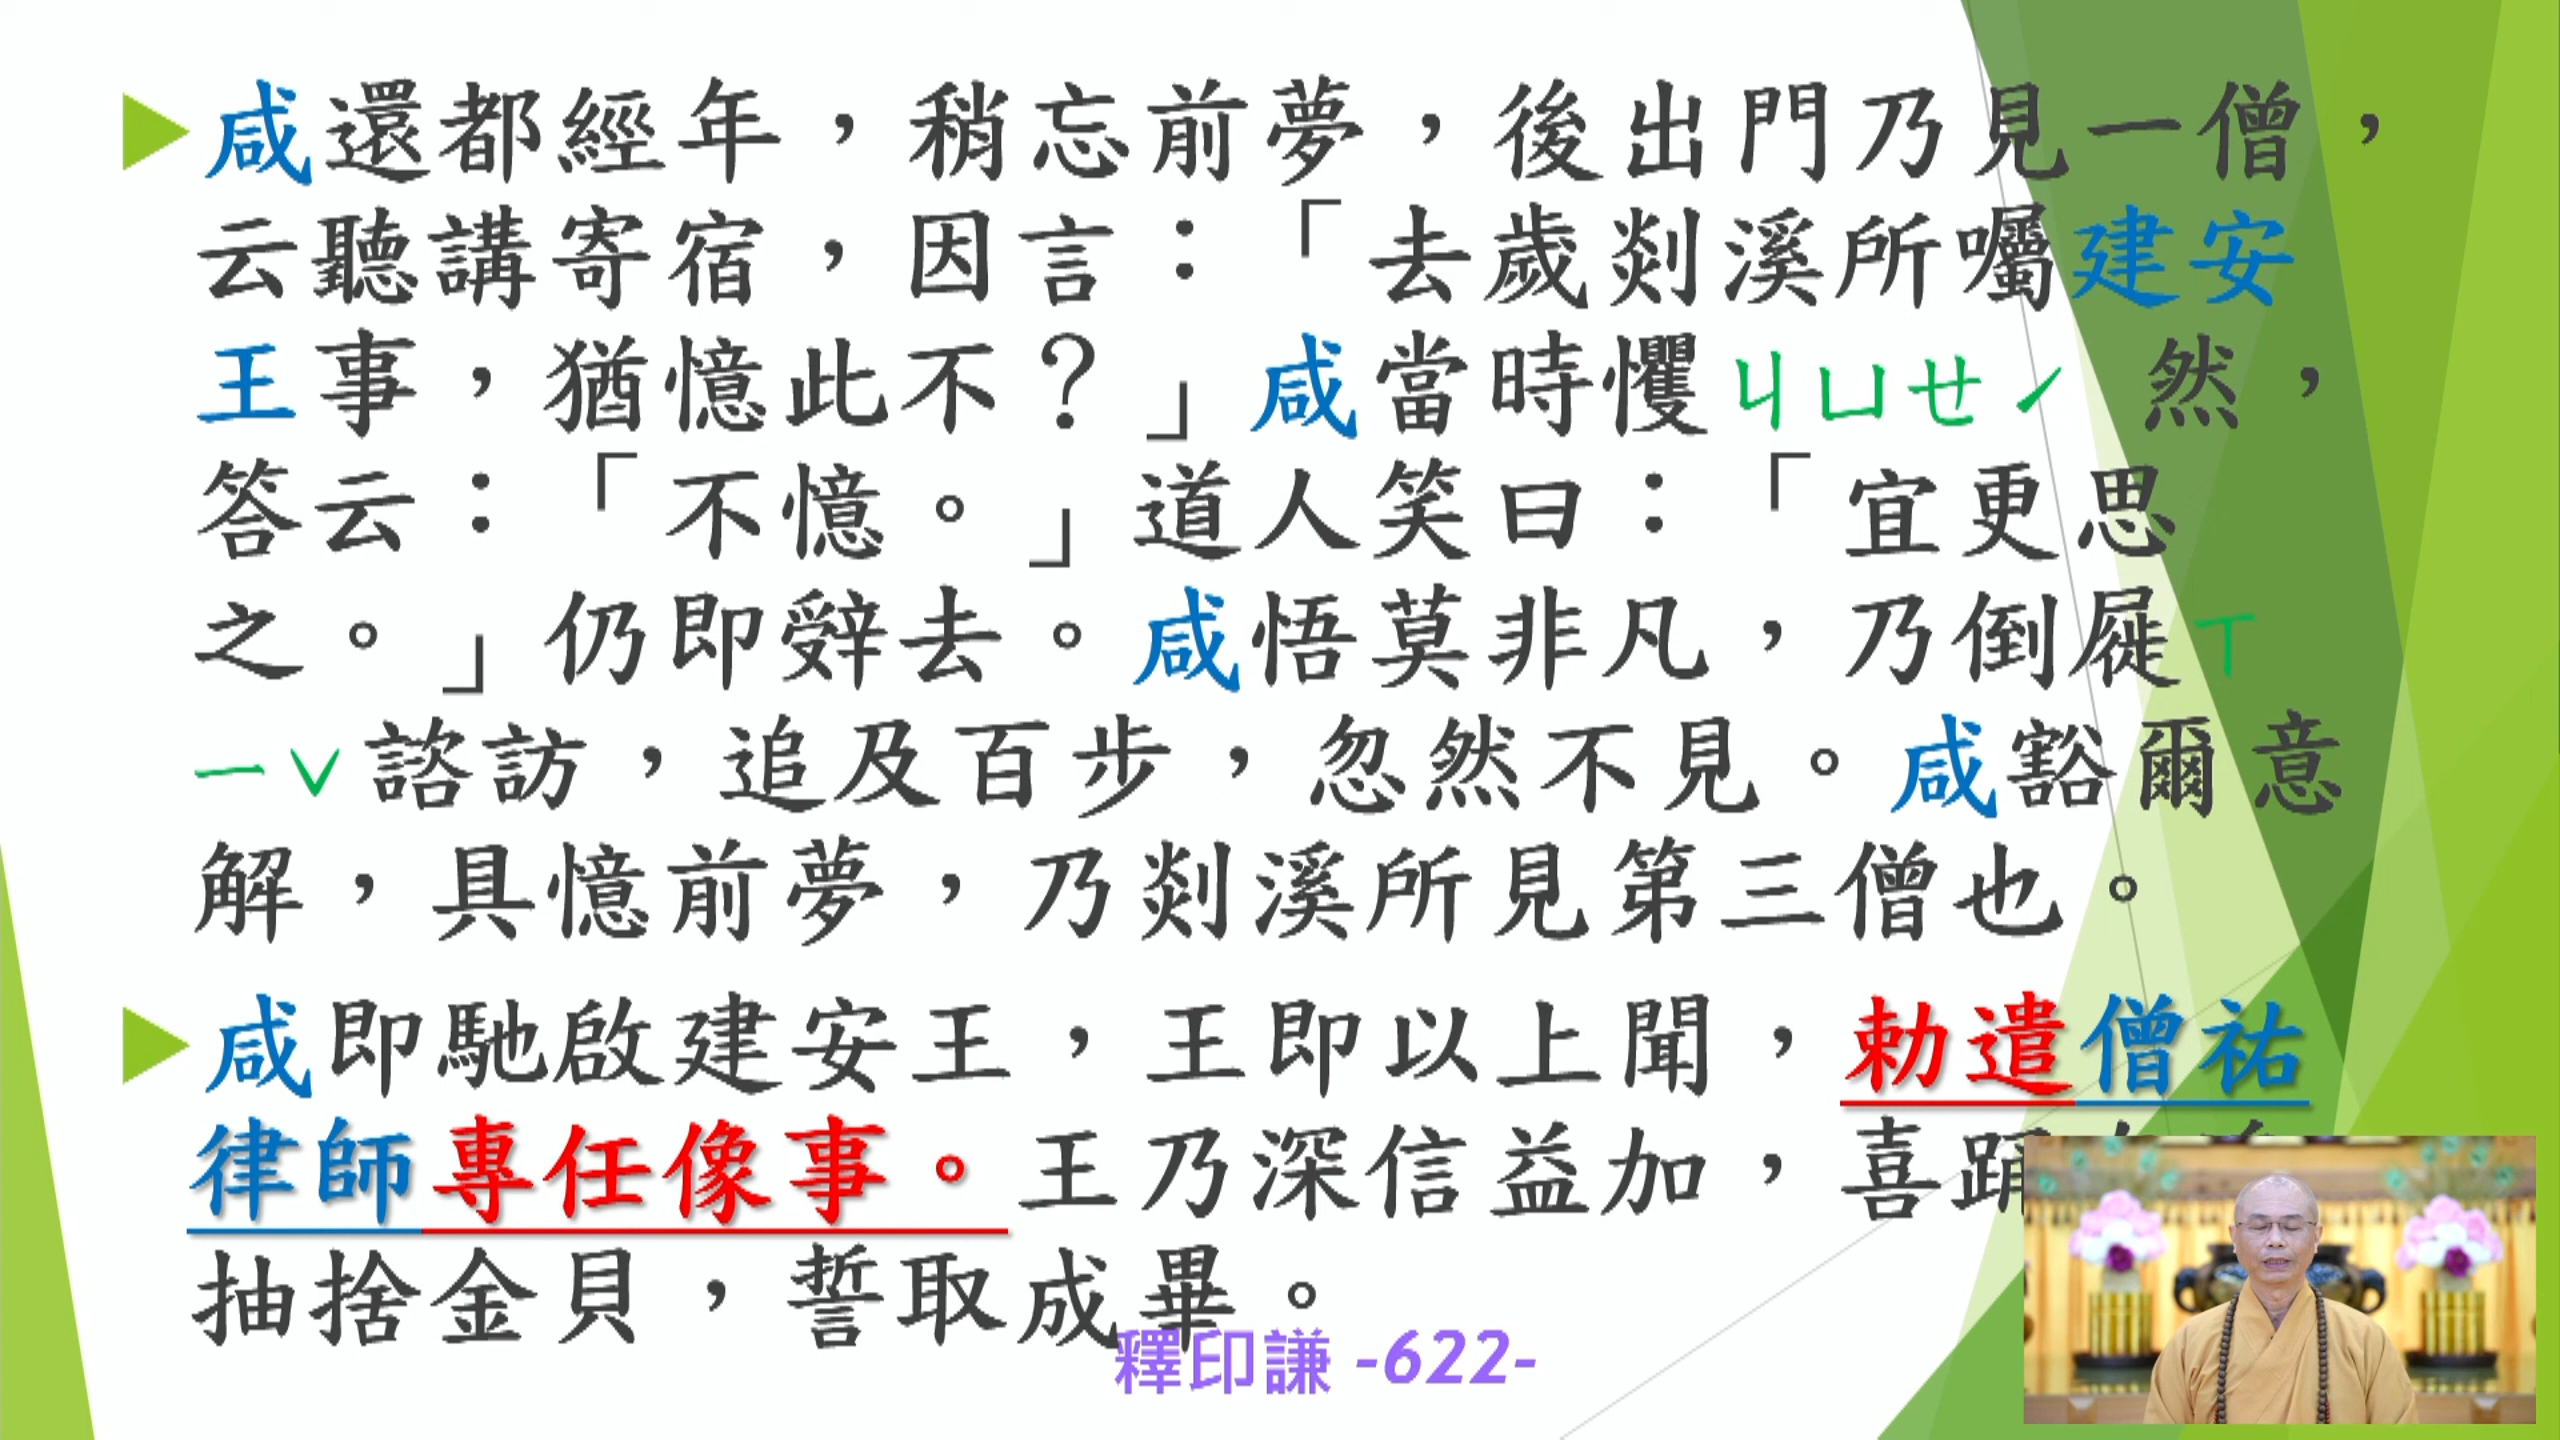 咸還都經年，稍忘前夢，後出門乃見一僧，
云聽講寄宿，因言：「去歲剡溪所囑建安
王事，猶憶此不？」咸當時懼ㄐㄩㄝˊ 然，
答云：「不憶。」道人笑曰：「宜更思
之。」仍即辭去。咸悟莫非凡，乃倒屣ㄒ
ㄧˇ諮訪，追及百步，忽然不見。咸豁爾意
解，具憶前夢，乃剡溪所見第三僧也。
咸即馳啟建安王，王即以上聞，勅遣僧祐
律師專任像事。王乃深信益加，喜踊
抽捨金貝，誓取成畢。
釋印謙 -622-